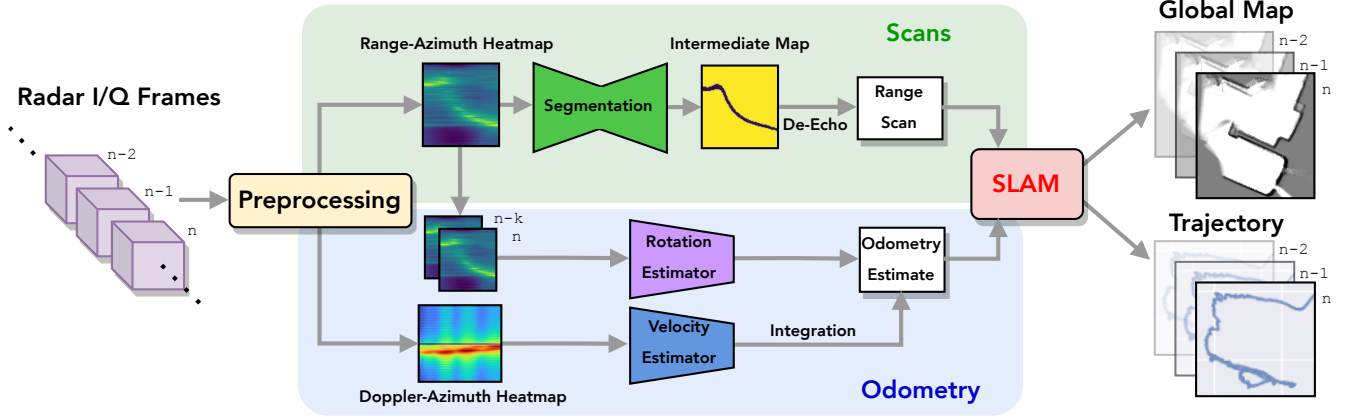 Radar I/Q Frames
n-2
n-1
n
Preprocessing
Scans
Range-Azimuth Heatmap
Segmentation
Intermediate Map
De-Echo
Range
Scan
n-k
n
Rotation
Estimator
Odometry
Estimate
Velocity
Estimator
Integration
Doppler-Azimuth Heatmap
Odometry
SLAM
Global Map
n-2
n-1
n
Trajectory
n-2
n-1
n